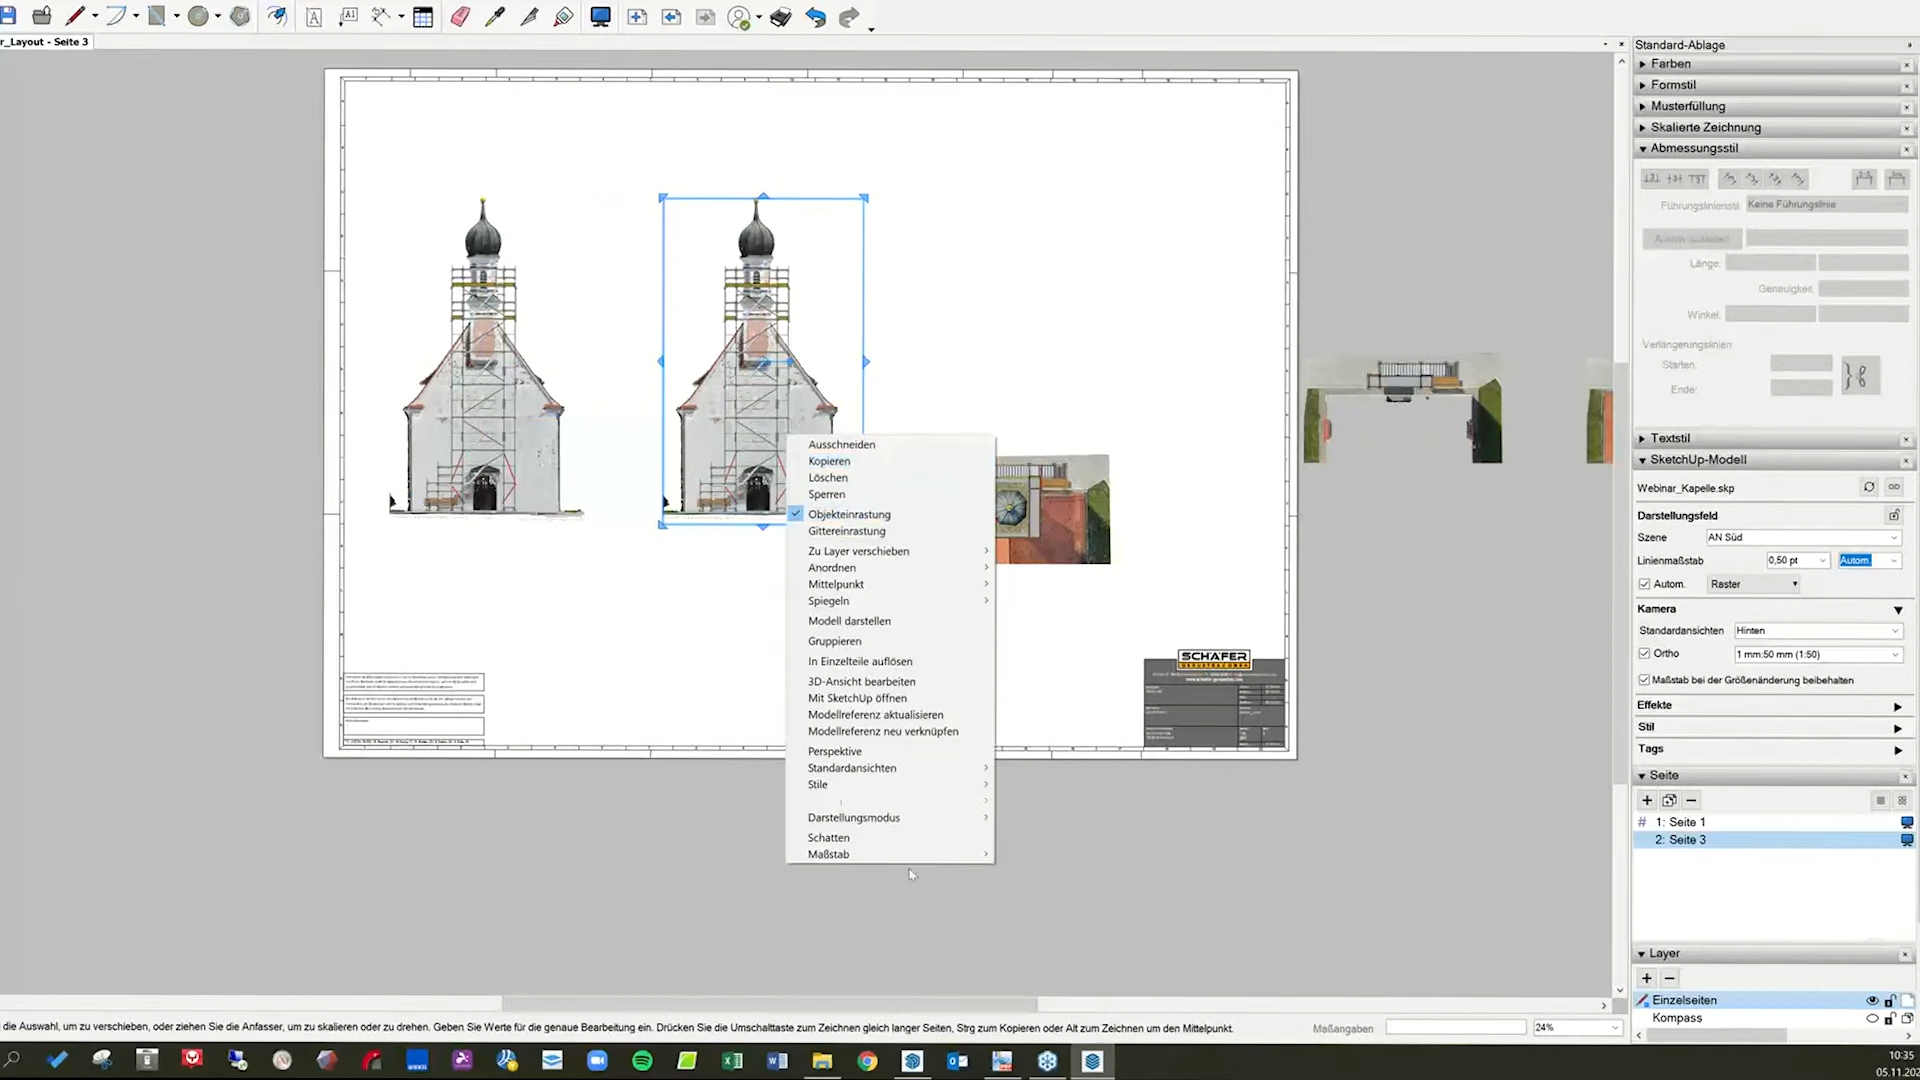 r_Layout - Seite 3
Ausschneiden
Kopieren
Löschen
Sperren
Objekteinrastung
Gittereinrastung
Zu Layer verschieben
Anordnen
Mittelpunkt
Spiegeln
Modell darstellen
Gruppieren
In Einzelteile auflösen
3D-Ansicht bearbeiten
Mit SketchUp öffnen
Modellreferenz aktualisieren
Modellreferenz neu verknüpfen
Perspektive
Standardansichten
Stile
Darstellungsmodus
Schatten
Maßstab
SCHÄFER
Standard-Ablage
Farben
Formstil
Musterfüllung
Skalierte Zeichnung
Abmessungsstil
Führungslinienstil: Keine Führungslinie
Länge:
Genauigkeit:
Winkel:
Verlängerungslinien
Starten:
Ende:
Textstil
SketchUp-Modell
Webinar_Kapelle.skp
Darstellungsfeld
Szene AN Süd
Linienmaßstab 0,50 pt Autom.
Autom. Raster
Kamera
Standardansichten Hinten
Ortho 1 mm:50 mm (1:50)
Maßstab bei der Größenänderung beibehalten
Effekte
Stil
Tags
Seite
# 1: Seite 1
2: Seite 3
Layer
Einzelseiten
Kompass
die Auswahl, um zu verschieben, oder ziehen Sie die Anfasser, um zu skalieren oder zu drehen. Geben Sie Werte für die genaue Bearbeitung ein. Drücken Sie die Umschalttaste zum Zeichnen gleich langer Seiten, Strg zum Kopieren oder Alt zum Zeichnen um den Mittelpunkt.
Maßangaben
24%
10:35
05.11.202